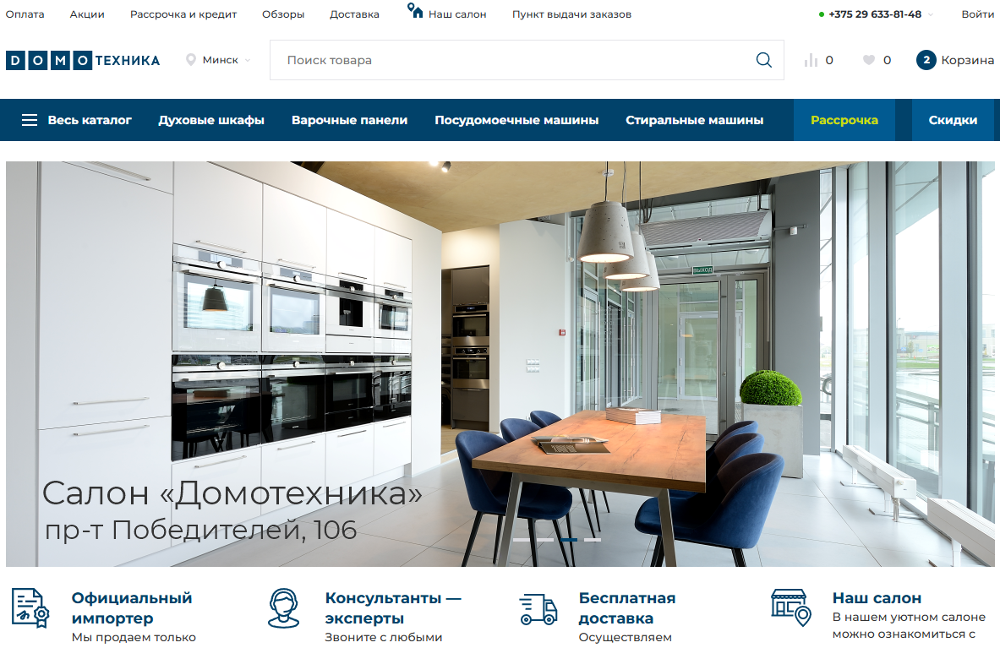 Оплата Акции Рассрочка и кредит Обзоры Доставка Наш салон Пункт выдачи заказов +375 29 633-81-48 Войти
ДОМОТЕХНИКА Минск Поиск товара 0 0 2 Корзина
Весь каталог Духовые шкафы Варочные панели Посудомоечные машины Стиральные машины Рассрочка Скидки
ВЫХОД
Салон «Домотехника»
пр-т Победителей, 106
Официальный
импортер
Мы продаем только
Консультанты —
эксперты
Звоните с любыми
Бесплатная
доставка
Осуществляем
Наш салон
В нашем уютном салоне
можно ознакомиться с